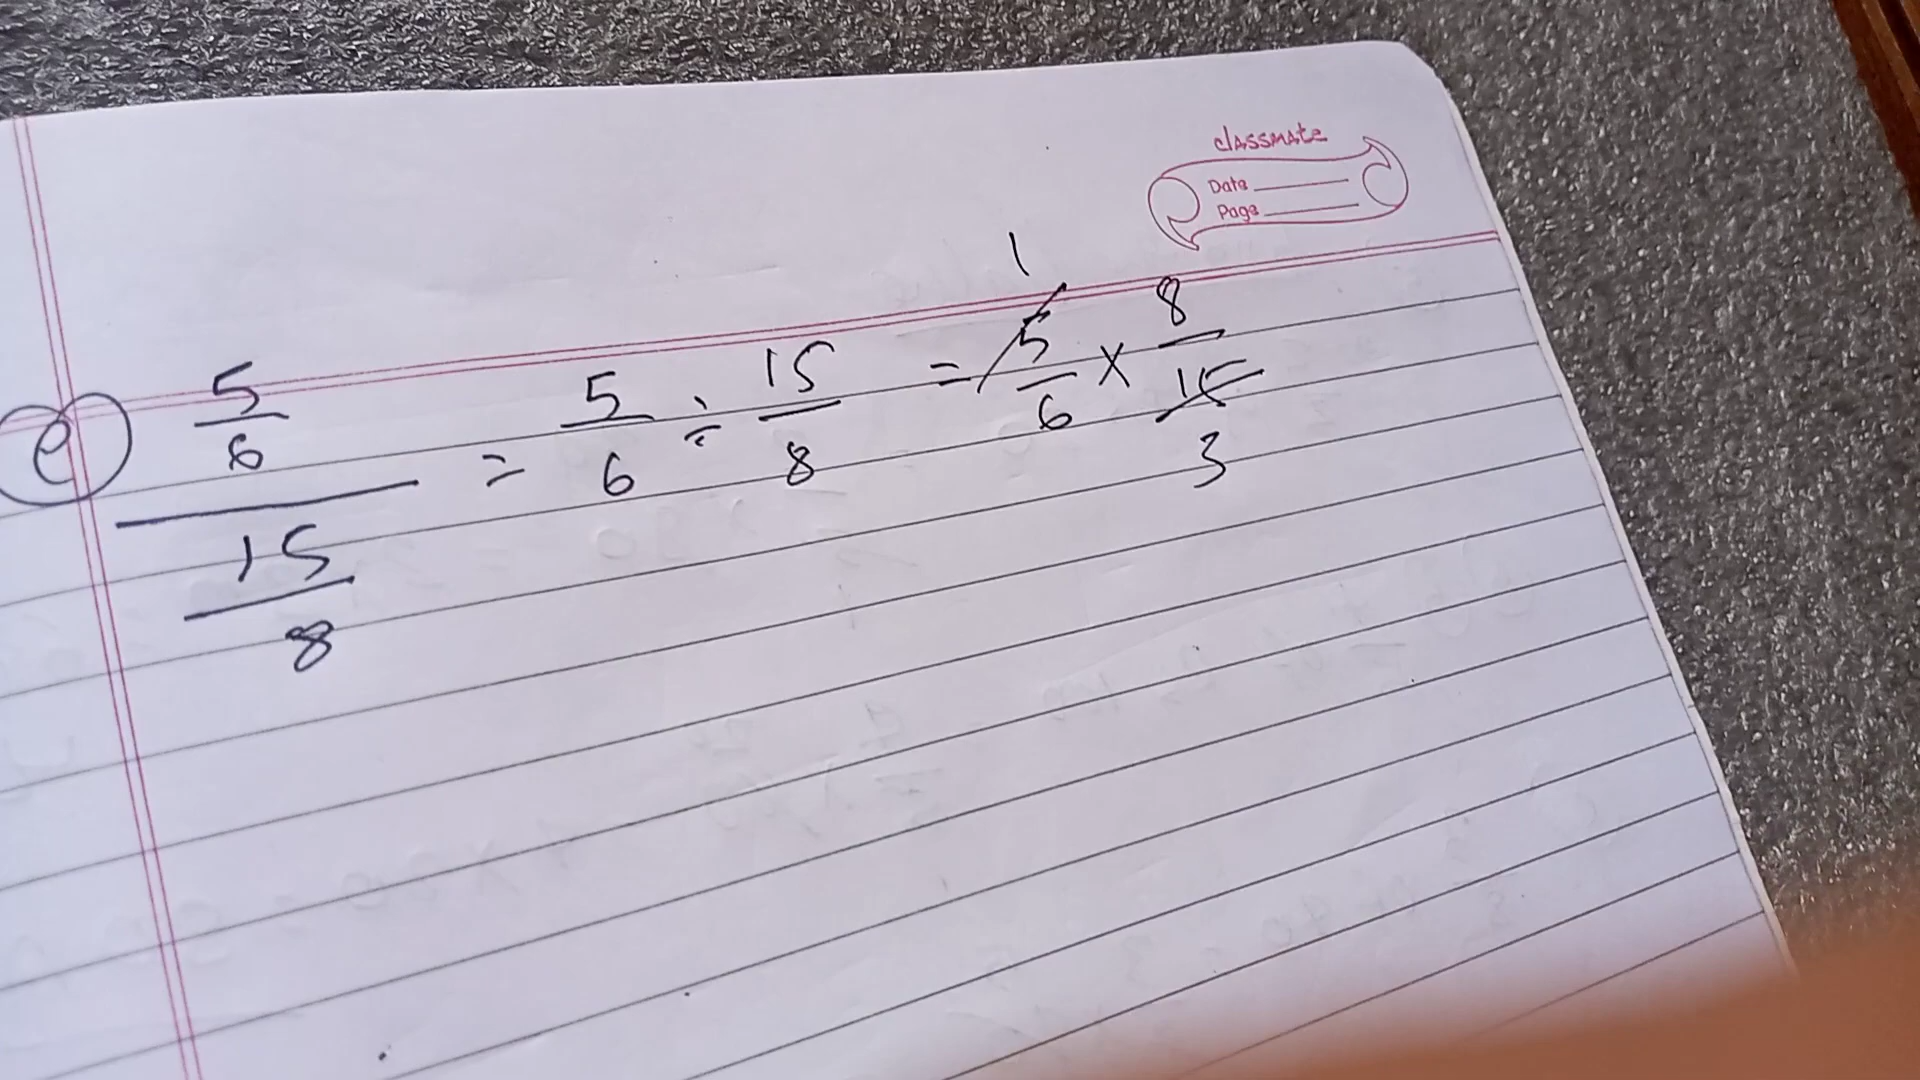 classmate
Date
Page
e) 5/6 / 15/8 = 5/6 ÷ 15/8 = 5/6 × 8/15
1
3